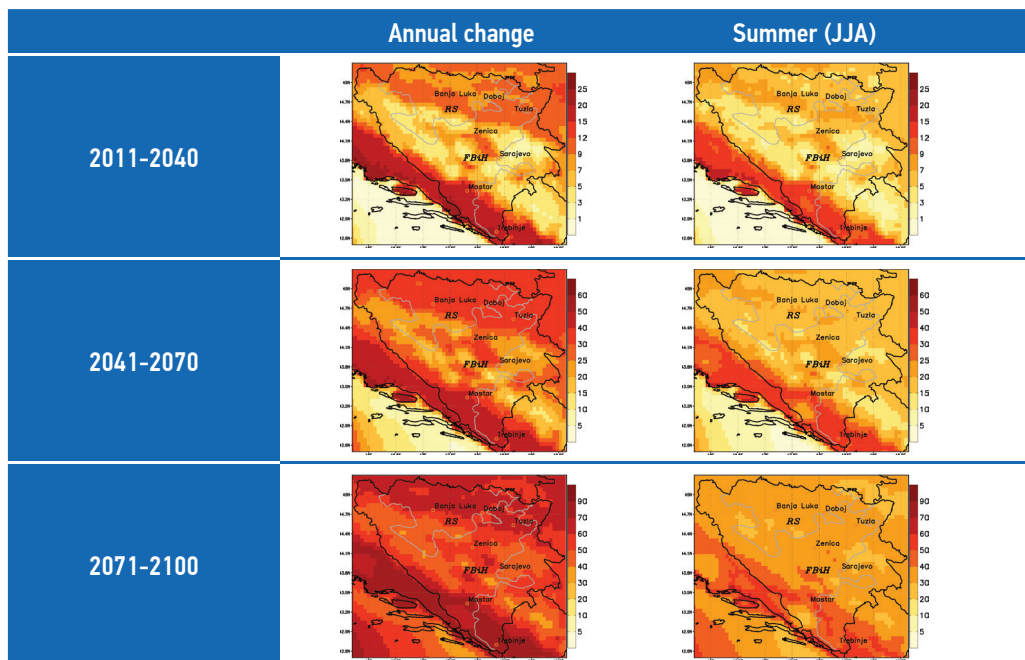 Annual change Summer (JJA)
2011-2040
Banja Luka Doboj
RS Tuzla
Zenica
FBiH Sarajevo
Mostar
Trebinje
25
20
15
12
9
7
5
3
1
Banja Luka Doboj
RS Tuzla
Zenica
FBiH Sarajevo
Mostar
Trebinje
25
20
15
12
9
7
5
3
1
2041-2070
Banja Luka Doboj
RS Tuzla
Zenica
Sarajevo
FBiH
Mostar
Trebinje
60
50
40
30
25
20
15
10
5
Banja Luka Doboj
RS Tuzla
Zenica
Sarajevo
FBiH
Mostar
Trebinje
60
50
40
30
25
20
15
10
5
2071-2100
Banja Luka Doboj
RS Tuzla
Zenica
FBiH Sarajevo
Mostar
Trebinje
90
70
60
50
40
30
20
10
5
Banja Luka Doboj
RS Tuzla
Zenica
FBiH Sarajevo
Mostar
Trebinje
90
70
60
50
40
30
20
10
5